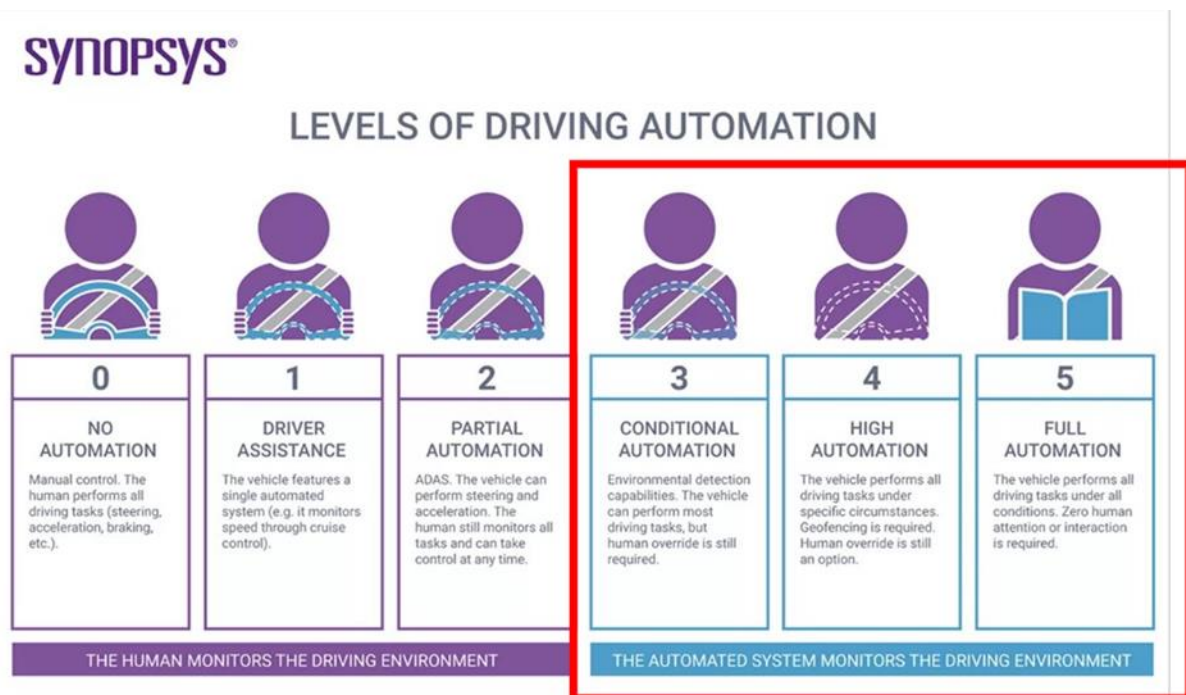 SYNOPSYS®
LEVELS OF DRIVING AUTOMATION
0
NO
AUTOMATION
Manual control. The
human performs all
driving tasks (steering,
acceleration, braking,
etc.).
1
DRIVER
ASSISTANCE
The vehicle features a
single automated
system (e.g. it monitors
speed through cruise
control).
2
PARTIAL
AUTOMATION
ADAS. The vehicle can
perform steering and
acceleration. The
human still monitors all
tasks and can take
control at any time.
3
CONDITIONAL
AUTOMATION
Environmental detection
capabilities. The vehicle
can perform most
driving tasks, but
human override is still
required.
4
HIGH
AUTOMATION
The vehicle performs all
driving tasks under
specific circumstances.
Geofencing is required.
Human override is still
an option.
5
FULL
AUTOMATION
The vehicle performs all
driving tasks under all
conditions. Zero human
attention or interaction
is required.
THE HUMAN MONITORS THE DRIVING ENVIRONMENT
THE AUTOMATED SYSTEM MONITORS THE DRIVING ENVIRONMENT